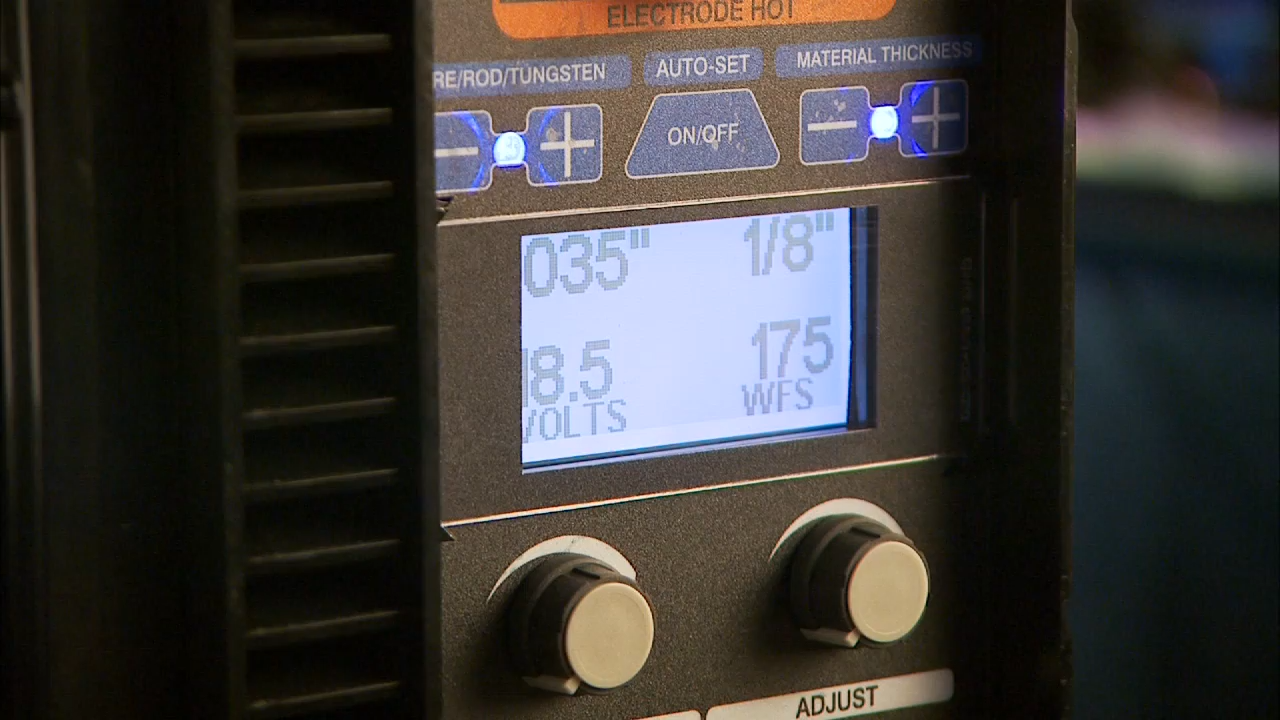 ELECTRODE HOT
RE/ROD/TUNGSTEN AUTO-SET MATERIAL THICKNESS
ON/OFF
035" 1/8"
18.5 175
VOLTS WFS
ADJUST